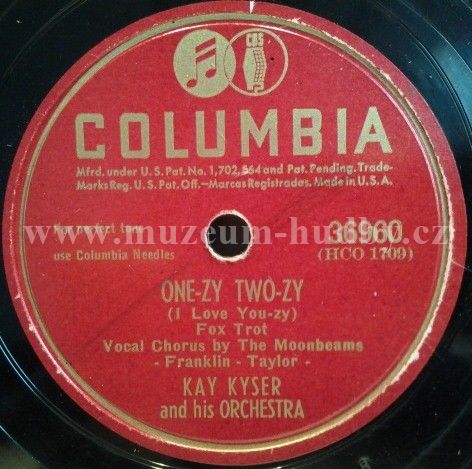 CBS
COLUMBIA
Mfrd. under U.S. Pat. No. 1,702,564 and Pat. Pending. Trade-
Marks Reg. U.S. Pat. Off.—Marcas Registradas. Made in U.S.A.
www.muzeum-hudby.cz
For perfect tone
use Columbia Needles
36960
(HCO 1709)
ONE-ZY TWO-ZY
(I Love You-zy)
Fox Trot
Vocal Chorus by The Moonbeams
- Franklin - Taylor -
KAY KYSER
and his ORCHESTRA